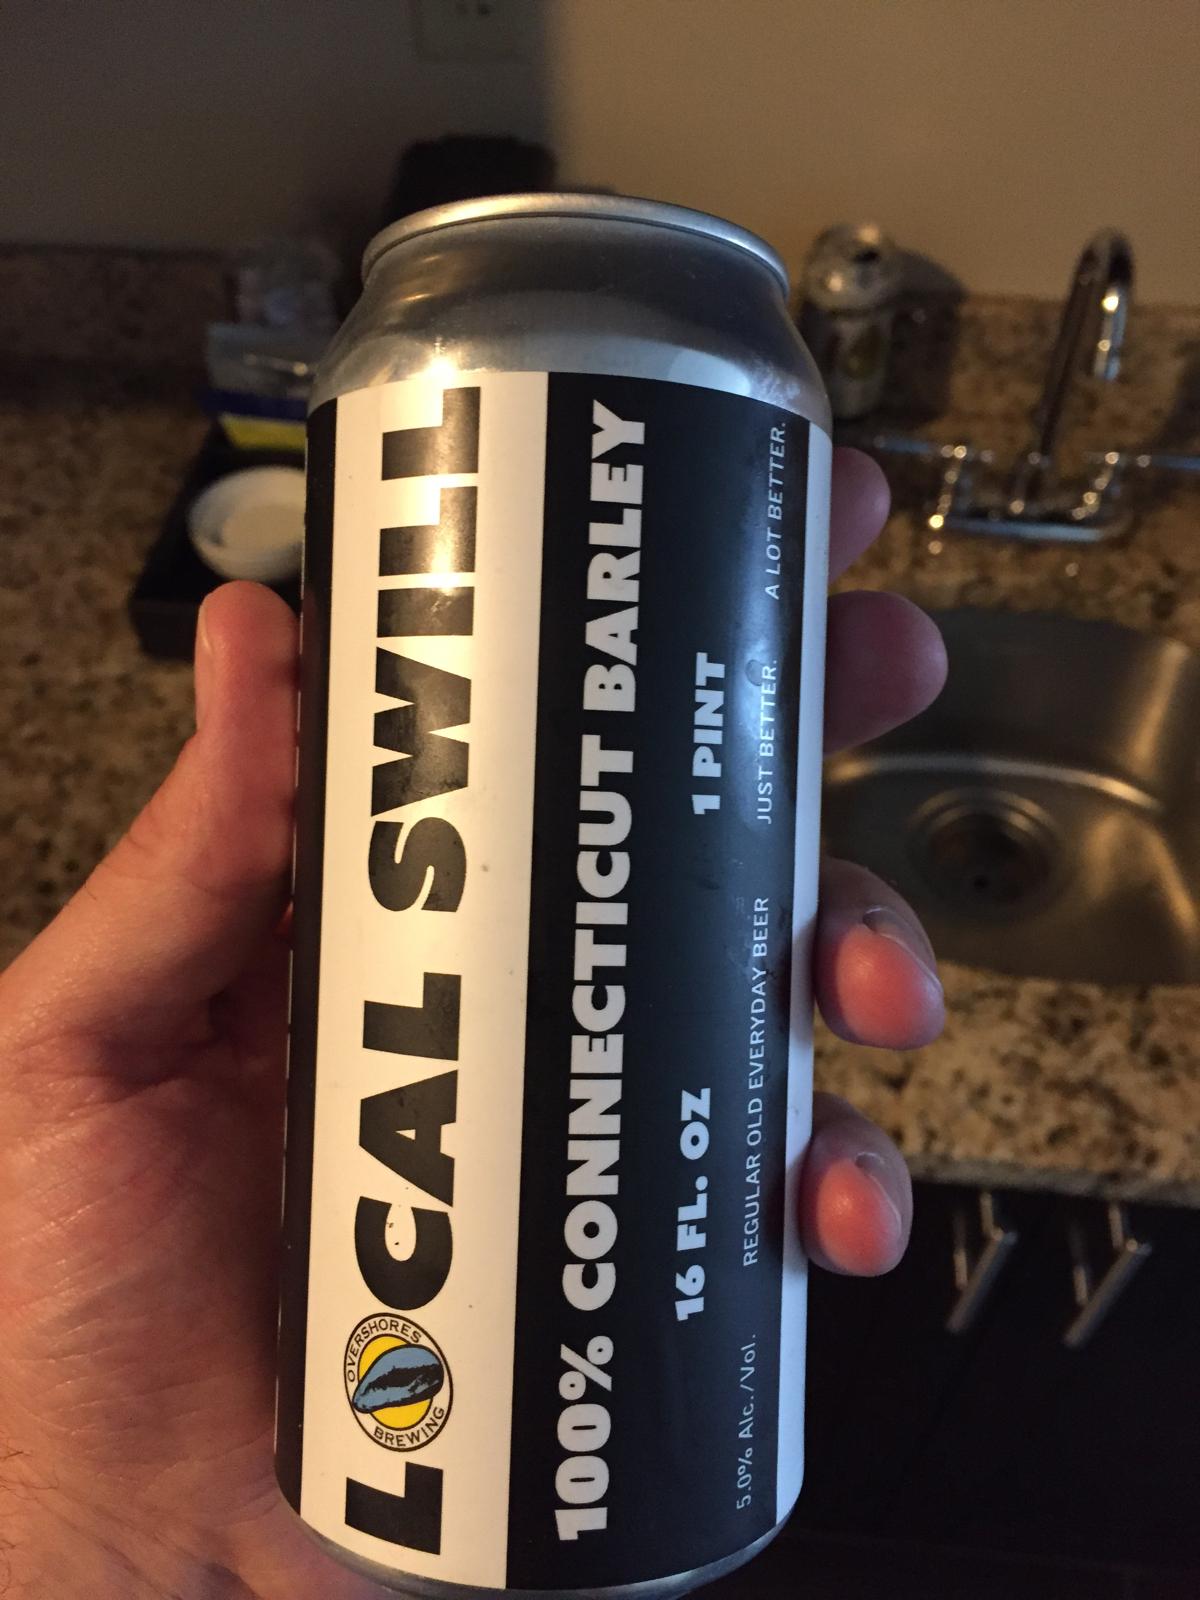 LOCAL SWILL
OVERSHORES
BREWING
100% CONNECTICUT BARLEY
16 FL. OZ 1 PINT
5.0% Alc./Vol. REGULAR OLD EVERYDAY BEER JUST BETTER. A LOT BETTER.